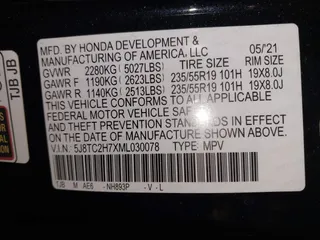 MFD. BY HONDA DEVELOPMENT &
MANUFACTURING OF AMERICA, LLC 05/'21
GVWR 2280KG (5027LBS) TIRE SIZE RIM SIZE
GAWR F 1190KG (2623LBS) 235/55R19 101H 19X8.0J
GAWR R 1140KG (2513LBS) 235/55R19 101H 19X8.0J
THIS VEHICLE CONFORMS TO ALL APPLICABLE
FEDERAL MOTOR VEHICLE SAFETY
AND THEFT PREVENTION STANDARDS IN EFFECT
ON THE DATE OF MANUFACTURE SHOWN ABOVE.
V.I.N.: 5J8TC2H7XML030078 TYPE: MPV
TJB M AE6 -NH893P -V-L
TJB JB